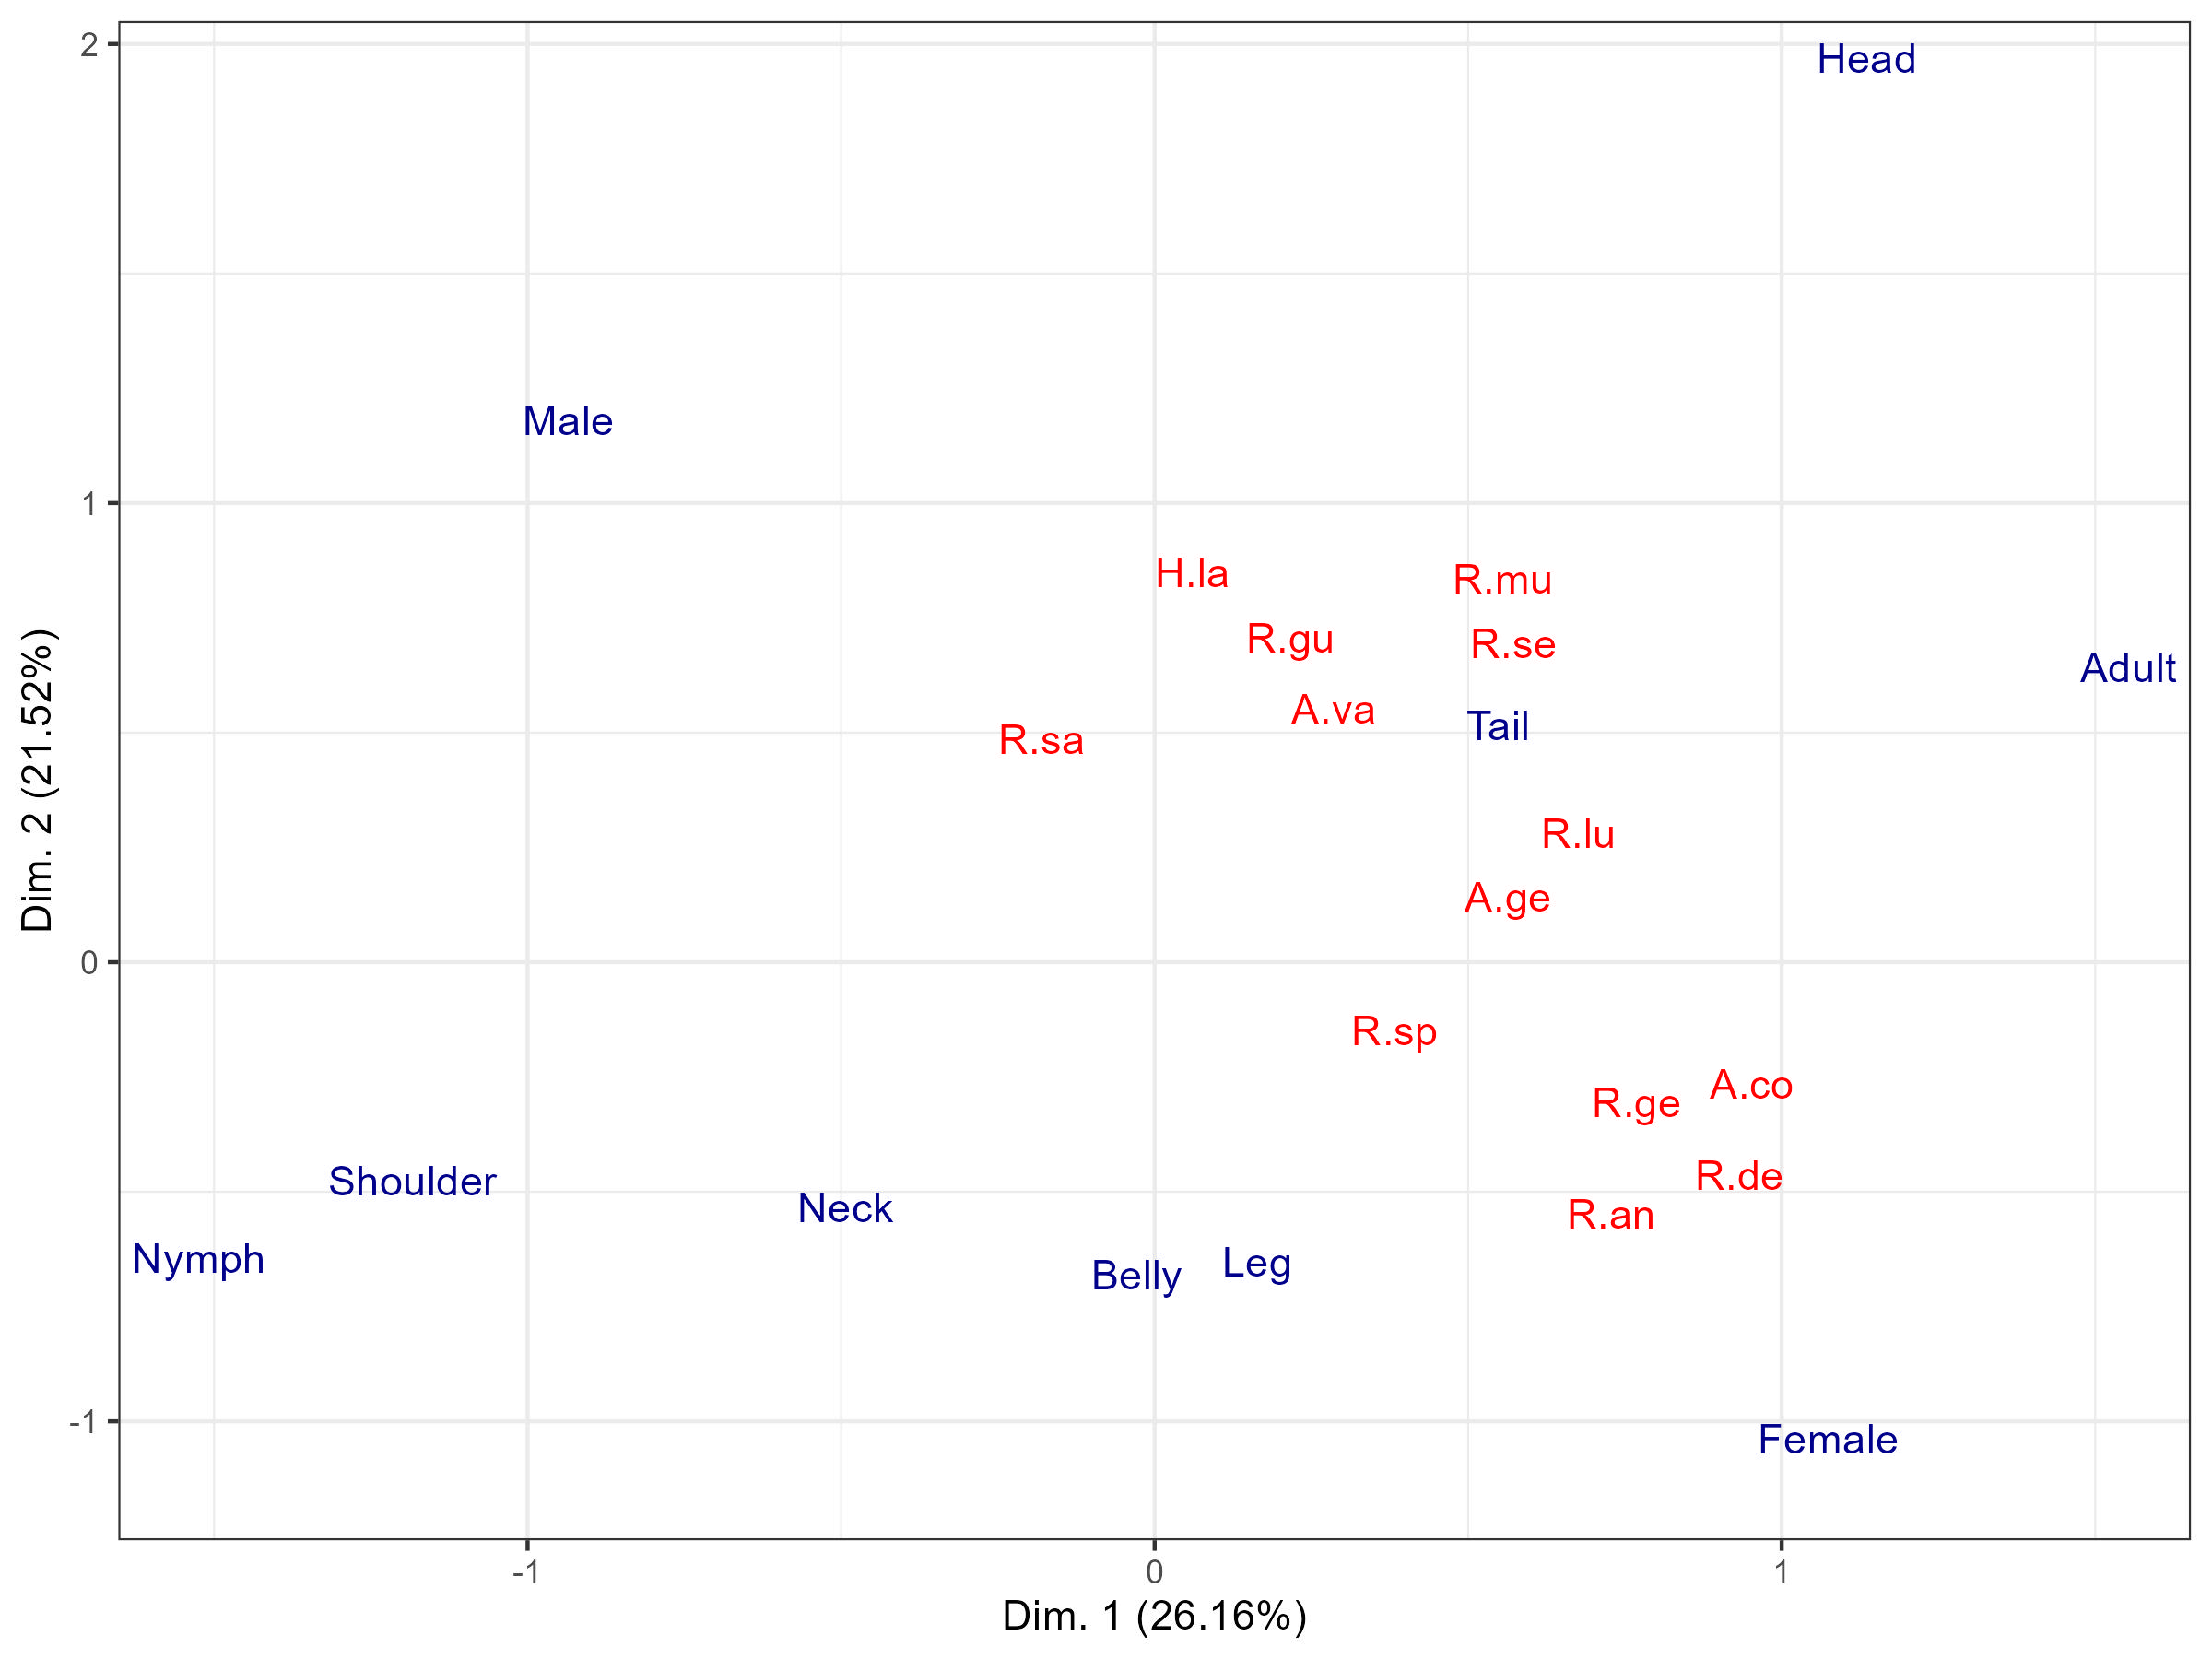 2
Head
Male
1
H.la
R.mu
R.gu
R.se
Adult
A.va
Tail
R.sa
R.lu
A.ge
0
R.sp
A.co
R.ge
R.de
Shoulder
Neck
R.an
Nymph
Belly
Leg
-1
Female
-1
0
1
Dim. 1 (26.16%)
Dim. 2 (21.52%)